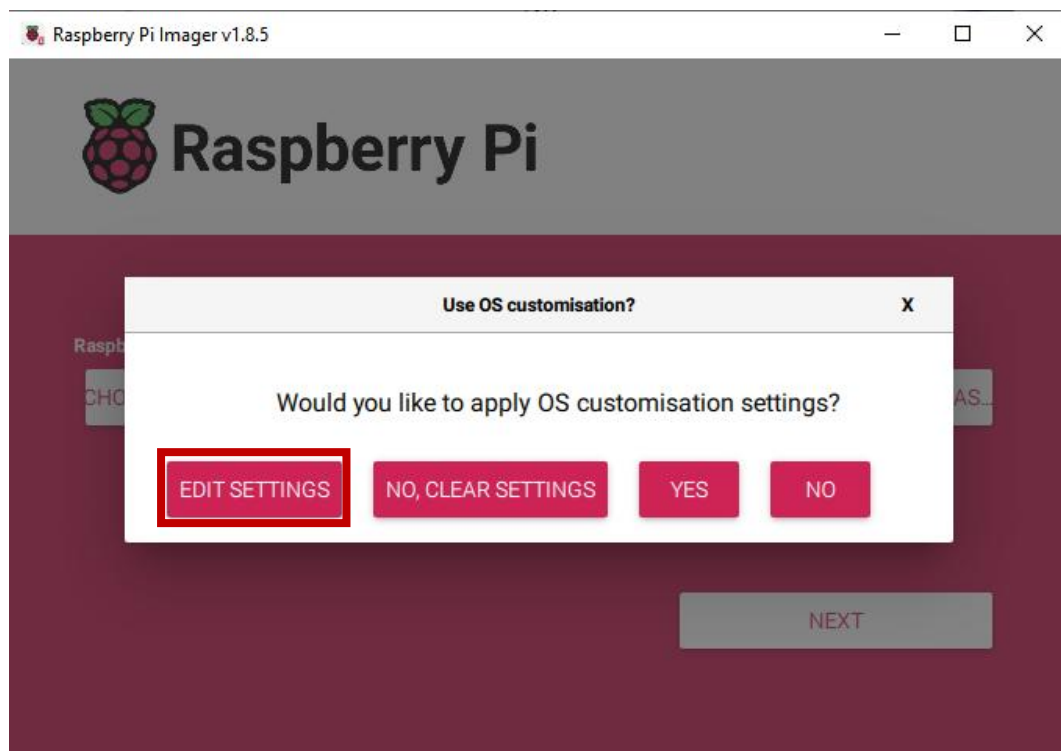 Raspberry Pi Imager v1.8.5
Raspberry Pi
Use OS customisation?
X
Would you like to apply OS customisation settings?
EDIT SETTINGS
NO, CLEAR SETTINGS
YES
NO
NEXT